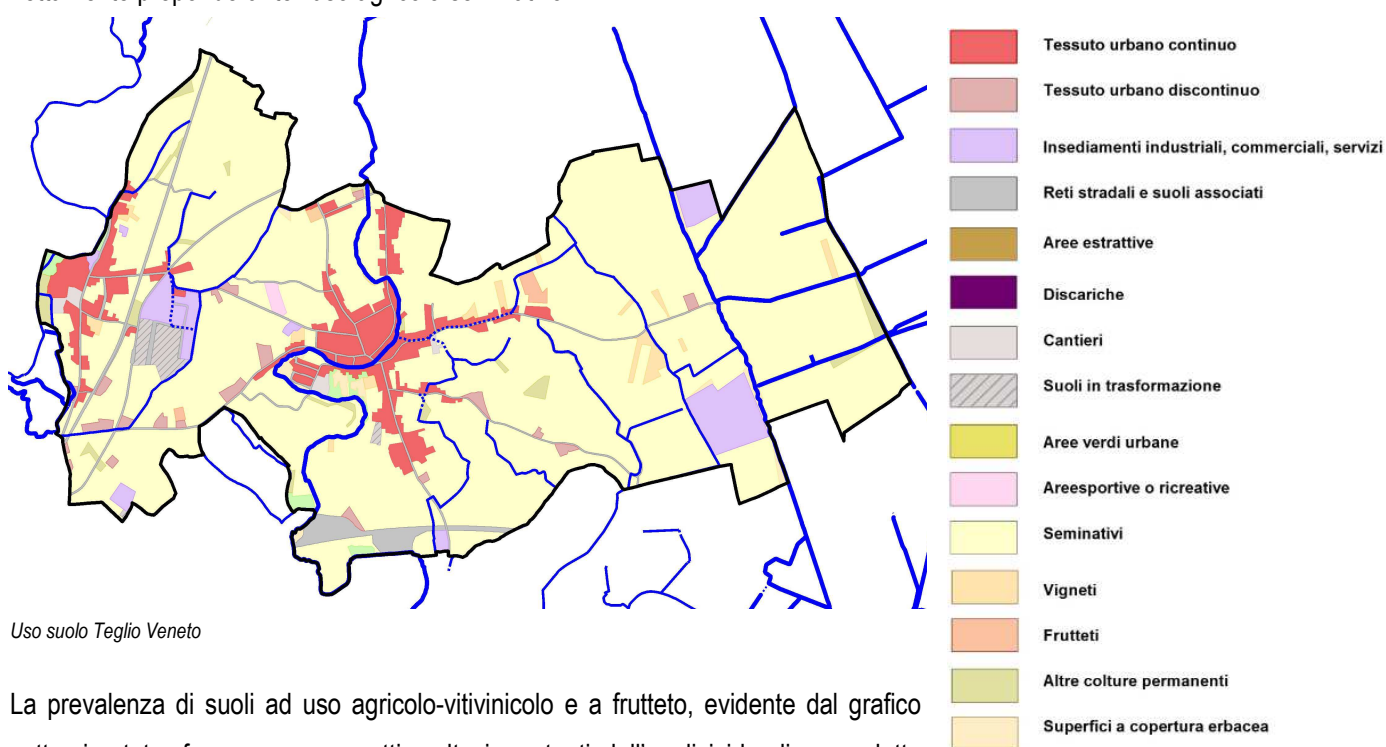 Tessuto urbano continuo
Tessuto urbano discontinuo
Insediamenti industriali, commerciali, servizi
Reti stradali e suoli associati
Aree estrattive
Discariche
Cantieri
Suoli in trasformazione
Aree verdi urbane
Areesportive o ricreative
Seminativi
Vigneti
Frutteti
Altre colture permanenti
Superfici a copertura erbacea
Uso suolo Teglio Veneto
La prevalenza di suoli ad uso agricolo-vitivinicolo e a frutteto, evidente dal grafico